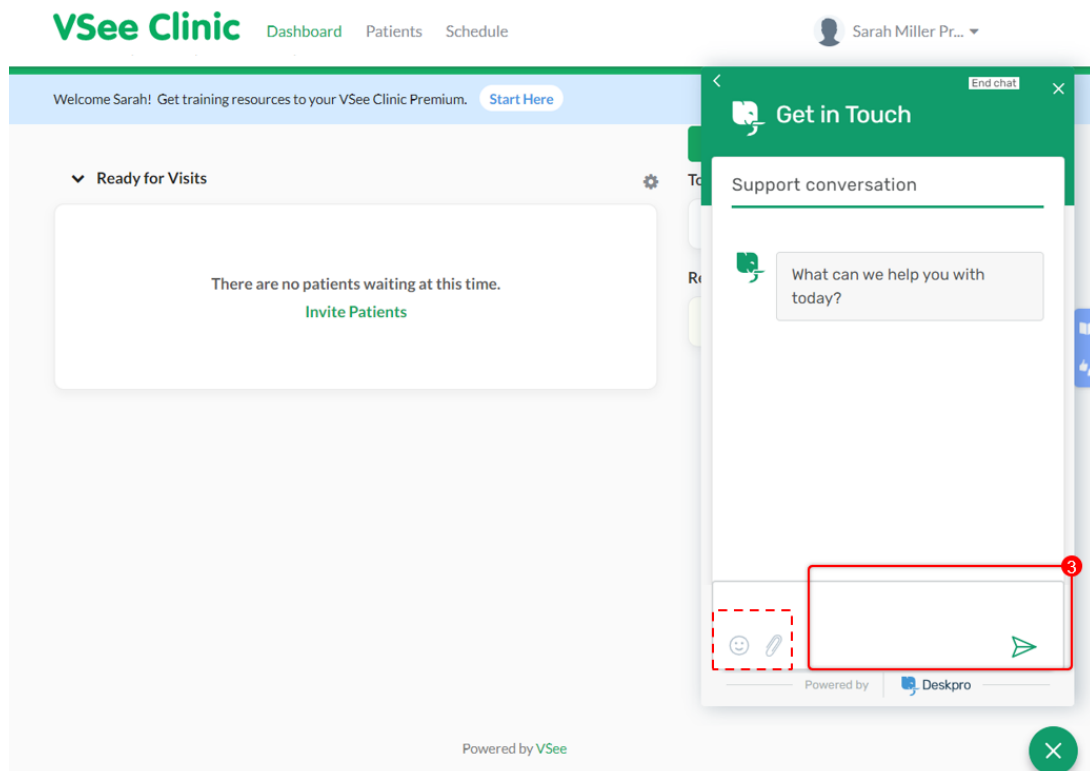 VSee Clinic
Dashboard Patients Schedule
Sarah Miller Pr...
Welcome Sarah! Get training resources to your VSee Clinic Premium. Start Here
Ready for Visits
There are no patients waiting at this time.
Invite Patients
End chat
Get in Touch
Support conversation
What can we help you with
today?
3
Powered by Deskpro
Powered by VSee